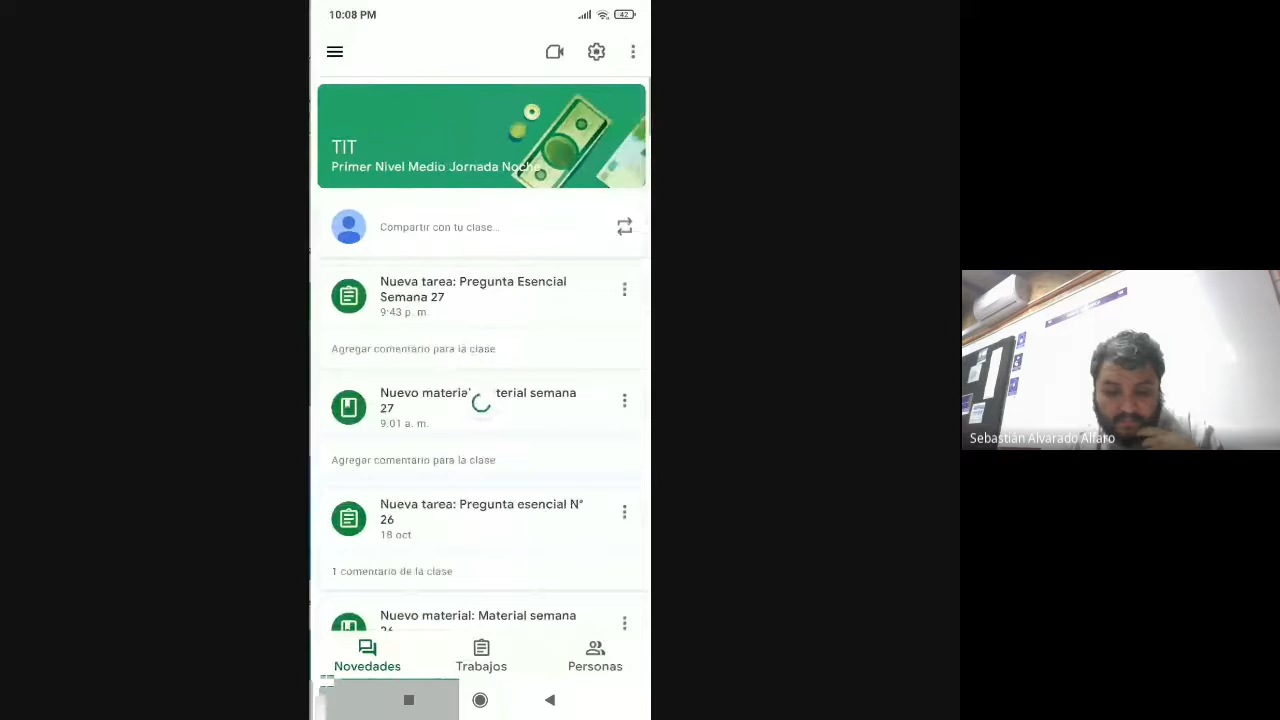 10:08 PM
42
TIT
Primer Nivel Medio Jornada Noche
Compartir con tu clase...
Nueva tarea: Pregunta Esencial
Semana 27
9:43 p. m.
Agregar comentario para la clase
Nuevo material semana
27
9:01 a. m.
Agregar comentario para la clase
Nueva tarea: Pregunta esencial N°
26
18 oct
1 comentario de la clase
Nuevo material: Material semana
26
Novedades
Trabajos
Personas
Sebastián Alvarado Alfaro